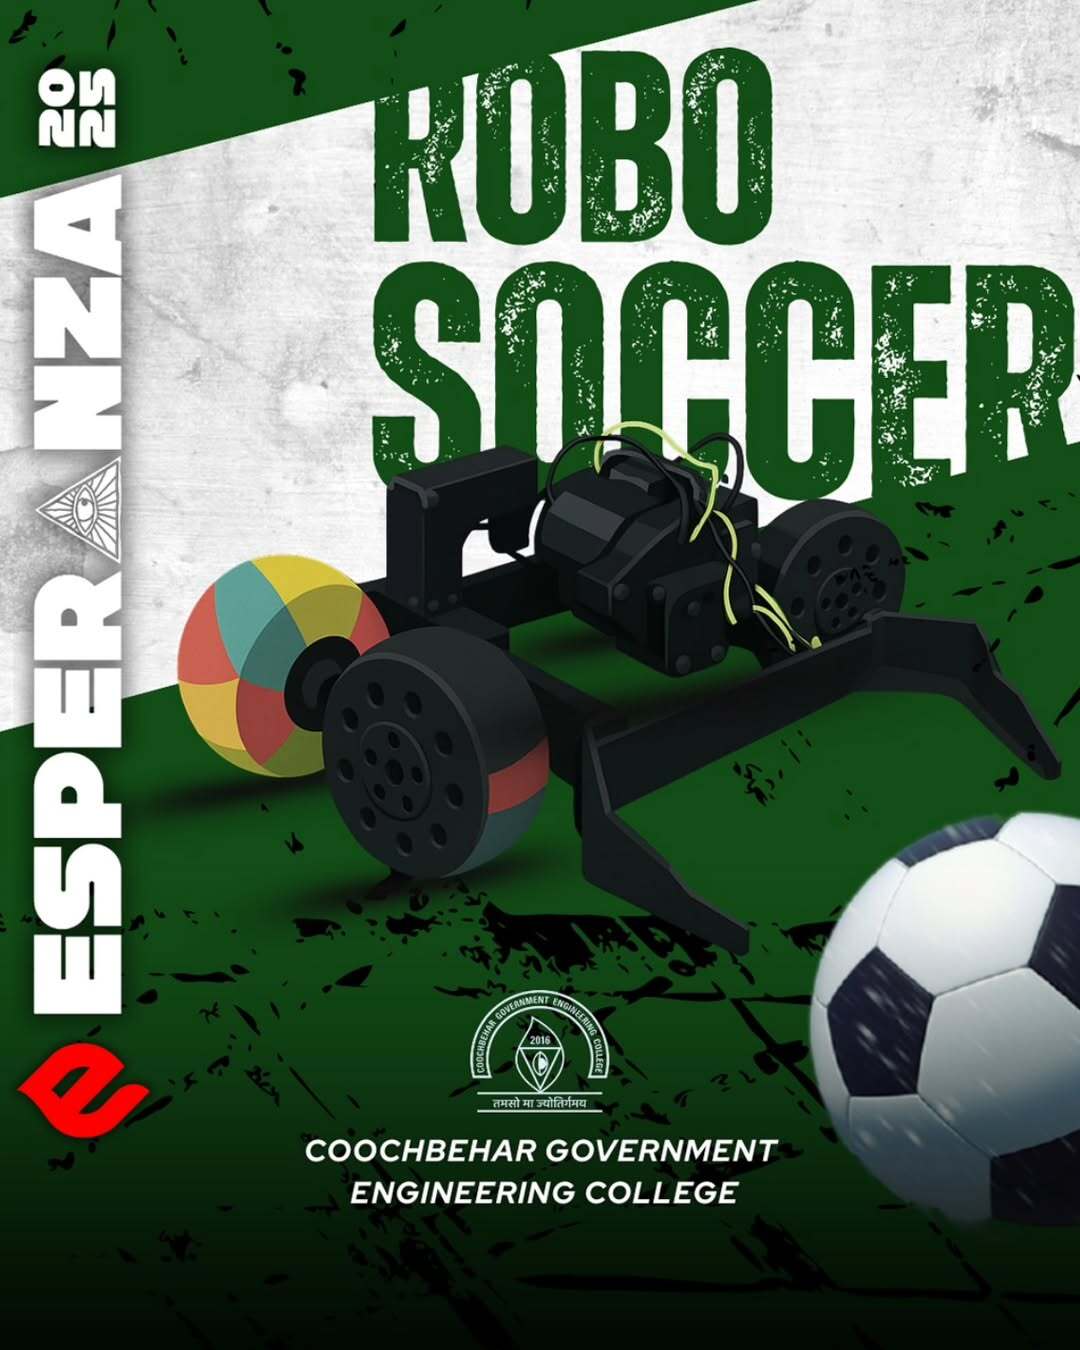 ROBO
SOCCER
ESPERANZA 2025
COOCHBEHAR GOVERNMENT ENGINEERING COLLEGE
2016
तमसो मा ज्योतिर्गमय
COOCHBEHAR GOVERNMENT
ENGINEERING COLLEGE
e